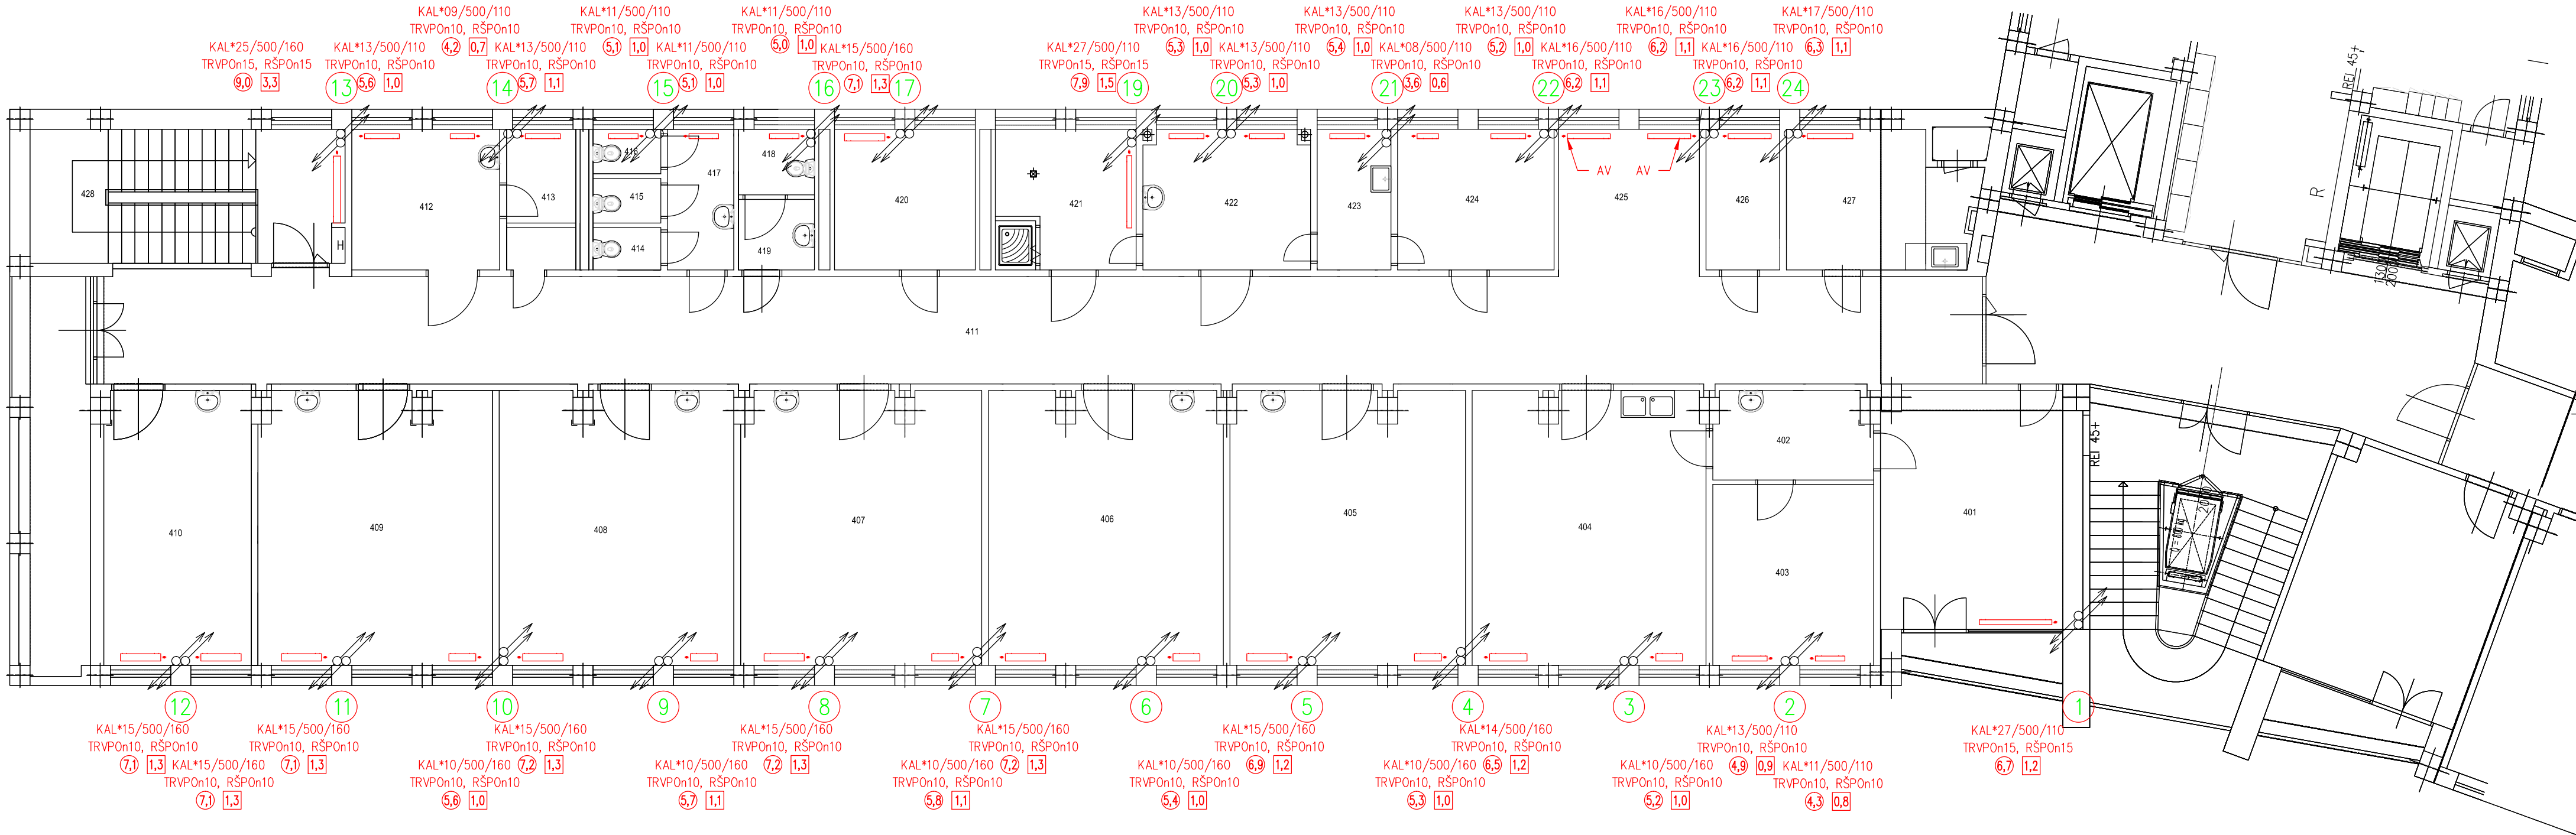 KAL*25/500/160
TRVPOn15, RŠPOn15
9,0 3,3
KAL*13/500/110
TRVPOn10, RŠPOn10
5,6 1,0
KAL*09/500/110
TRVPOn10, RŠPOn10
4,2 0,7
KAL*13/500/110
TRVPOn10, RŠPOn10
5,7 1,1
KAL*11/500/110
TRVPOn10, RŠPOn10
5,1 1,0
KAL*11/500/110
TRVPOn10, RŠPOn10
5,1 1,0
KAL*11/500/110
TRVPOn10, RŠPOn10
5,0 1,0
KAL*15/500/160
TRVPOn10, RŠPOn10
7,1 1,3
KAL*27/500/110
TRVPOn15, RŠPOn10
7,9 1,5
KAL*13/500/110
TRVPOn10, RŠPOn10
5,3 1,0
KAL*13/500/110
TRVPOn10, RŠPOn10
5,3 1,0
KAL*13/500/110
TRVPOn10, RŠPOn10
5,4 1,0
KAL*08/500/110
TRVPOn10, RŠPOn10
3,6 0,6
KAL*13/500/110
TRVPOn10, RŠPOn10
5,2 1,0
KAL*16/500/110
TRVPOn10, RŠPOn10
6,2 1,1
KAL*16/500/110
TRVPOn10, RŠPOn10
6,2 1,1
KAL*16/500/110
TRVPOn10, RŠPOn10
6,2 1,1
KAL*17/500/110
TRVPOn10, RŠPOn10
6,3 1,1
13 14 15 16 17 19 20 21 22 23 24
REI 45+
R
1300
200
428
H
412
413
416
415
414
417
418
419
420
421
422
423
424
AV AV
425
426
427
411
410
409
408
407
406
405
404
402
403
401
REI 45+
Q = 600 kg
12 11 10 9 8 7 6 5 4 3 2 1
KAL*15/500/160
TRVPOn10, RŠPOn10
7,1 1,3
KAL*15/500/160
TRVPOn10, RŠPOn10
7,1 1,3
KAL*15/500/160
TRVPOn10, RŠPOn10
7,1 1,3
KAL*10/500/160
TRVPOn10, RŠPOn10
5,6 1,0
KAL*15/500/160
TRVPOn10, RŠPOn10
7,2 1,3
KAL*10/500/160
TRVPOn10, RŠPOn10
5,7 1,1
KAL*15/500/160
TRVPOn10, RŠPOn10
7,2 1,3
KAL*10/500/160
TRVPOn10, RŠPOn10
5,8 1,1
KAL*15/500/160
TRVPOn10, RŠPOn10
7,2 1,3
KAL*10/500/160
TRVPOn10, RŠPOn10
5,4 1,0
KAL*15/500/160
TRVPOn10, RŠPOn10
6,9 1,2
KAL*10/500/160
TRVPOn10, RŠPOn10
5,3 1,0
KAL*14/500/160
TRVPOn10, RŠPOn10
6,5 1,2
KAL*10/500/160
TRVPOn10, RŠPOn10
5,2 1,0
KAL*13/500/110
TRVPOn10, RŠPOn10
4,9 0,9
KAL*11/500/110
TRVPOn10, RŠPOn10
4,3 0,8
KAL*27/500/110
TRVPOn15, RŠPOn15
6,7 1,2